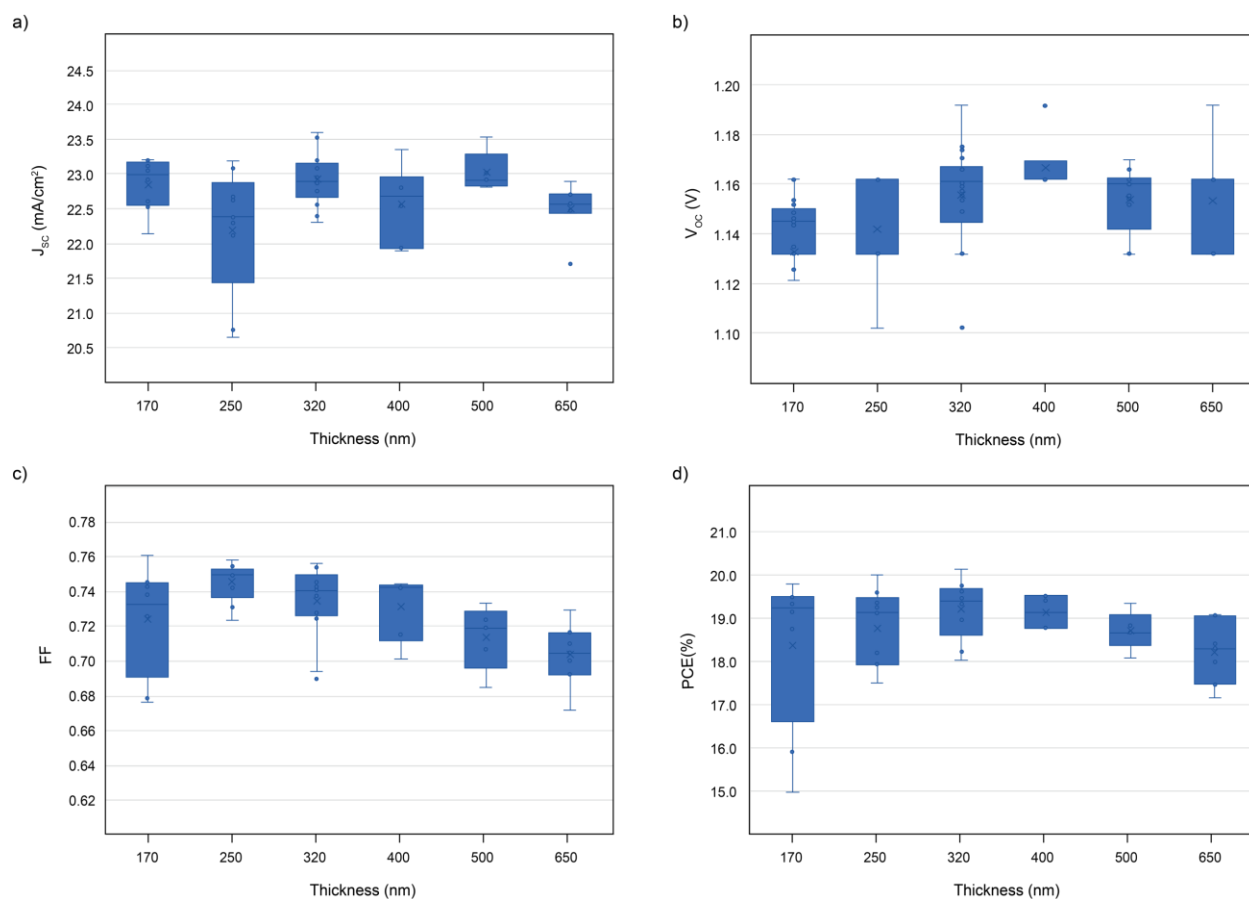 a)
24.5
24.0
23.5
23.0
22.5
22.0
21.5
21.0
20.5
J_SC (mA/cm²)
170 250 320 400 500 650
Thickness (nm)
b)
1.20
1.18
1.16
1.14
1.12
1.10
V_OC (V)
170 250 320 400 500 650
Thickness (nm)
c)
0.78
0.76
0.74
0.72
0.70
0.68
0.66
0.64
0.62
FF
170 250 320 400 500 650
Thickness (nm)
d)
21.0
20.0
19.0
18.0
17.0
16.0
15.0
PCE(%)
170 250 320 400 500 650
Thickness (nm)